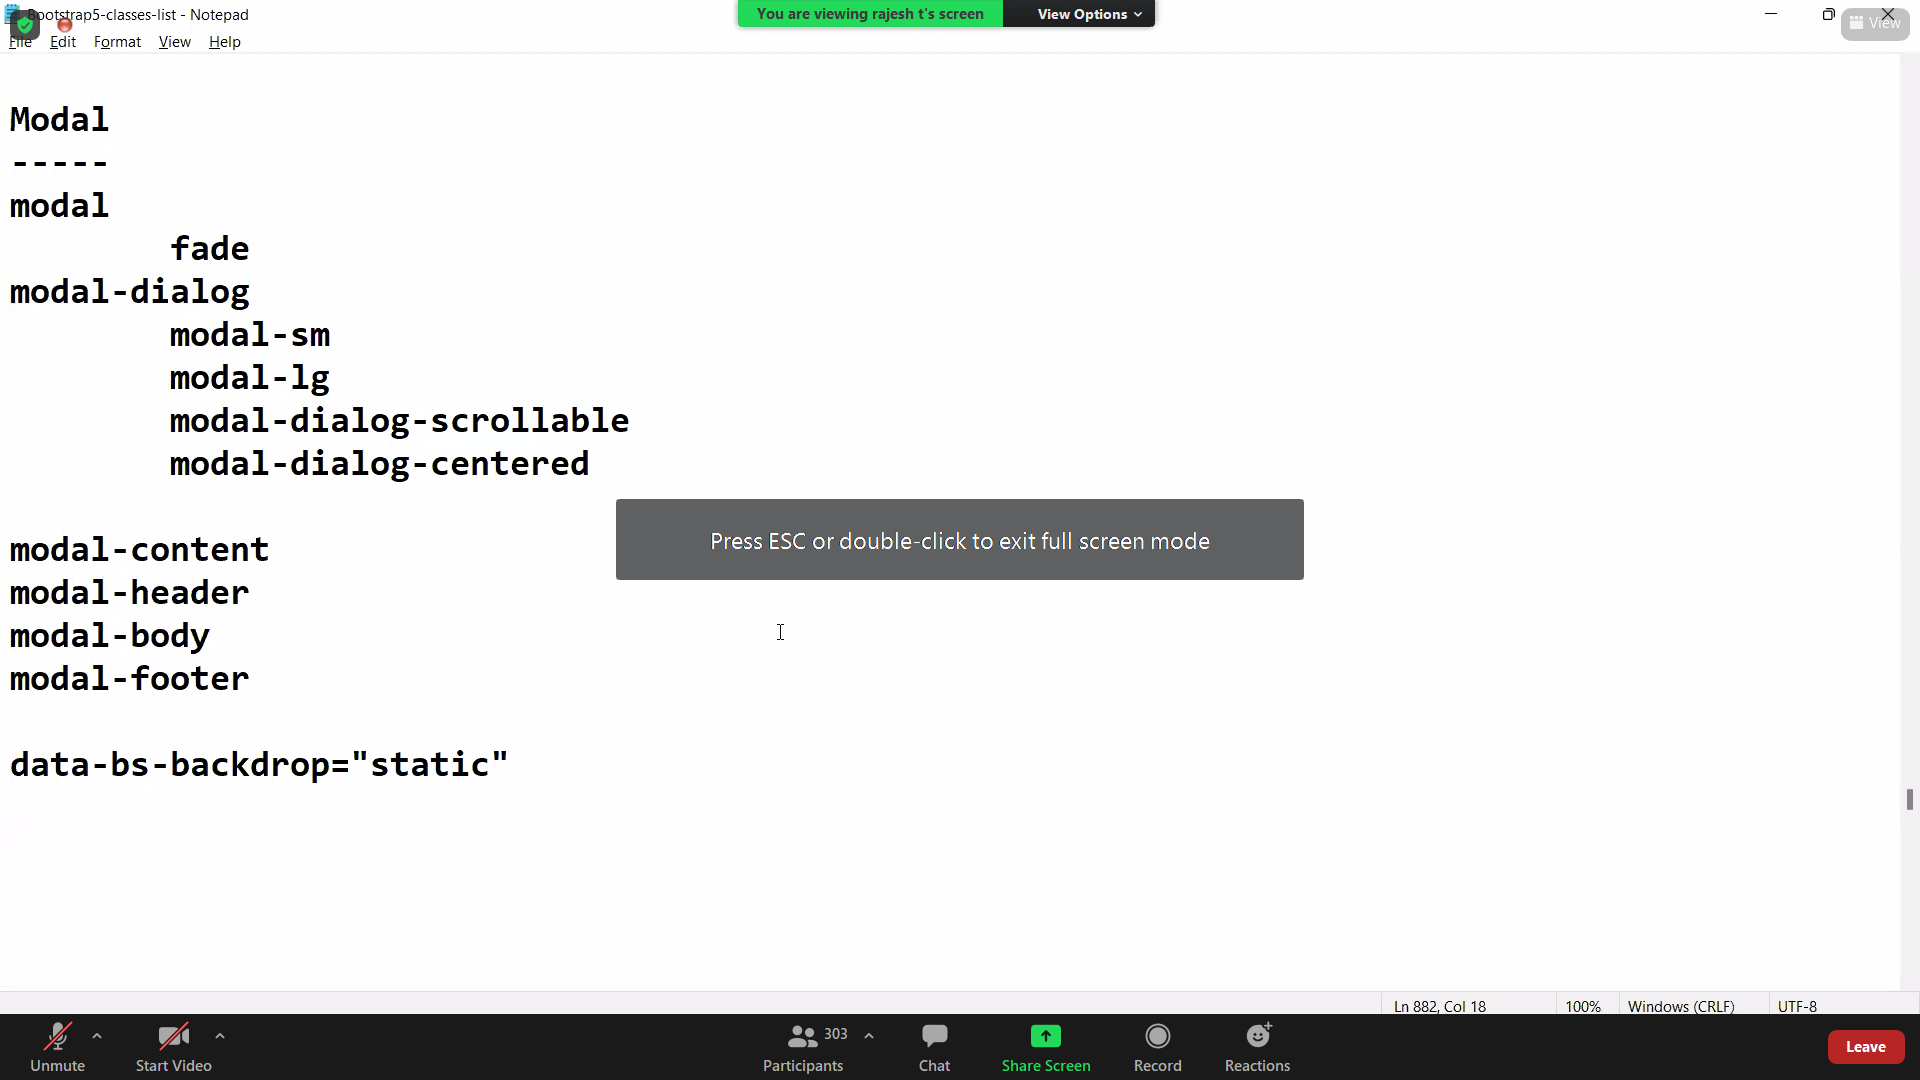 Bootstrap5-classes-list - Notepad
You are viewing rajesh t's screen
View Options
View
File Edit Format View Help
Modal
-----
modal
fade
modal-dialog
modal-sm
modal-lg
modal-dialog-scrollable
modal-dialog-centered
Press ESC or double-click to exit full screen mode
modal-content
modal-header
modal-body
modal-footer
data-bs-backdrop="static"
Ln 882, Col 18
100%
Windows (CRLF)
UTF-8
Unmute
Start Video
303
Participants
Chat
Share Screen
Record
Reactions
Leave